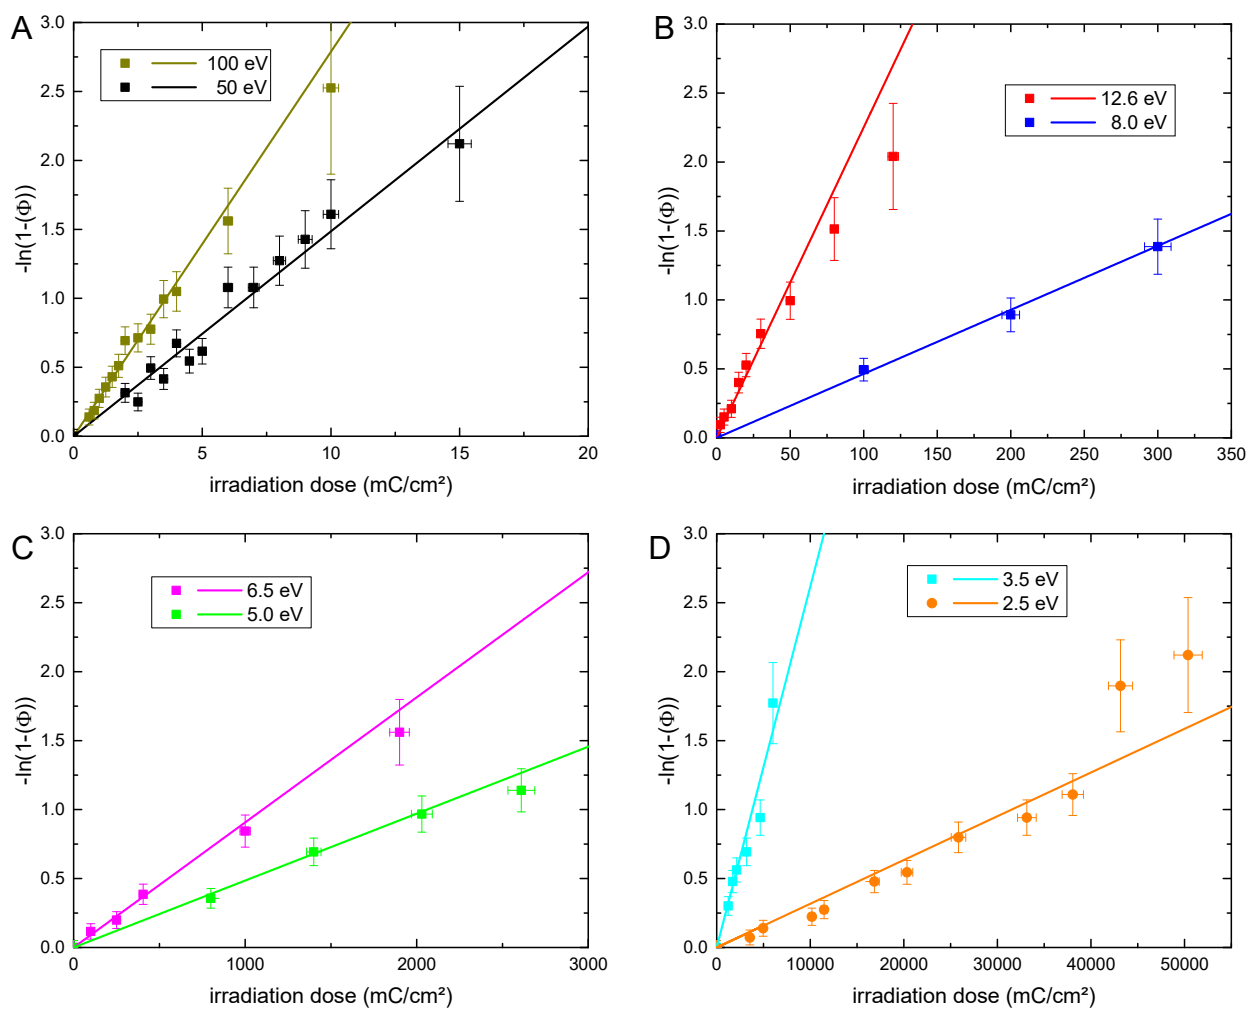 A
3.0
2.5
2.0
1.5
1.0
0.5
0.0
-ln(1-(Φ))
100 eV
50 eV
0 5 10 15 20
irradiation dose (mC/cm²)
B
3.0
2.5
2.0
1.5
1.0
0.5
0.0
-ln(1-(Φ))
12.6 eV
8.0 eV
0 50 100 150 200 250 300 350
irradiation dose (mC/cm²)
C
3.0
2.5
2.0
1.5
1.0
0.5
0.0
-ln(1-(Φ))
6.5 eV
5.0 eV
0 1000 2000 3000
irradiation dose (mC/cm²)
D
3.0
2.5
2.0
1.5
1.0
0.5
0.0
-ln(1-(Φ))
3.5 eV
2.5 eV
0 10000 20000 30000 40000 50000
irradiation dose (mC/cm²)